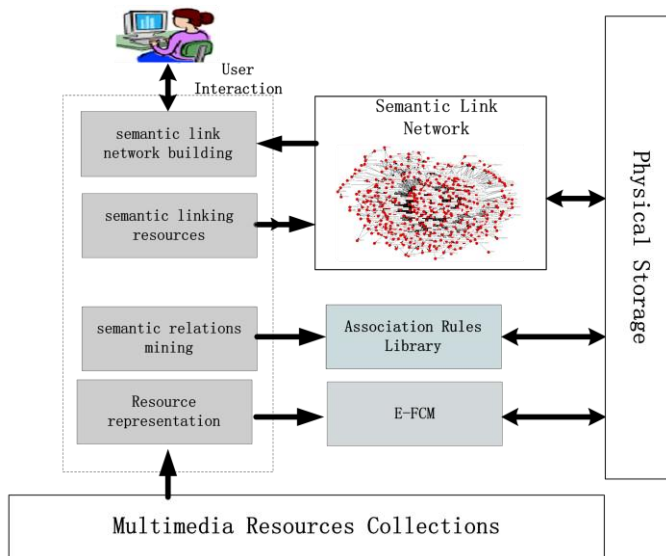 User
Interaction
semantic link
network building
Semantic Link
Network
semantic linking
resources
Physical Storage
semantic relations
mining
Association Rules
Library
Resource
representation
E-FCM
Multimedia Resources Collections